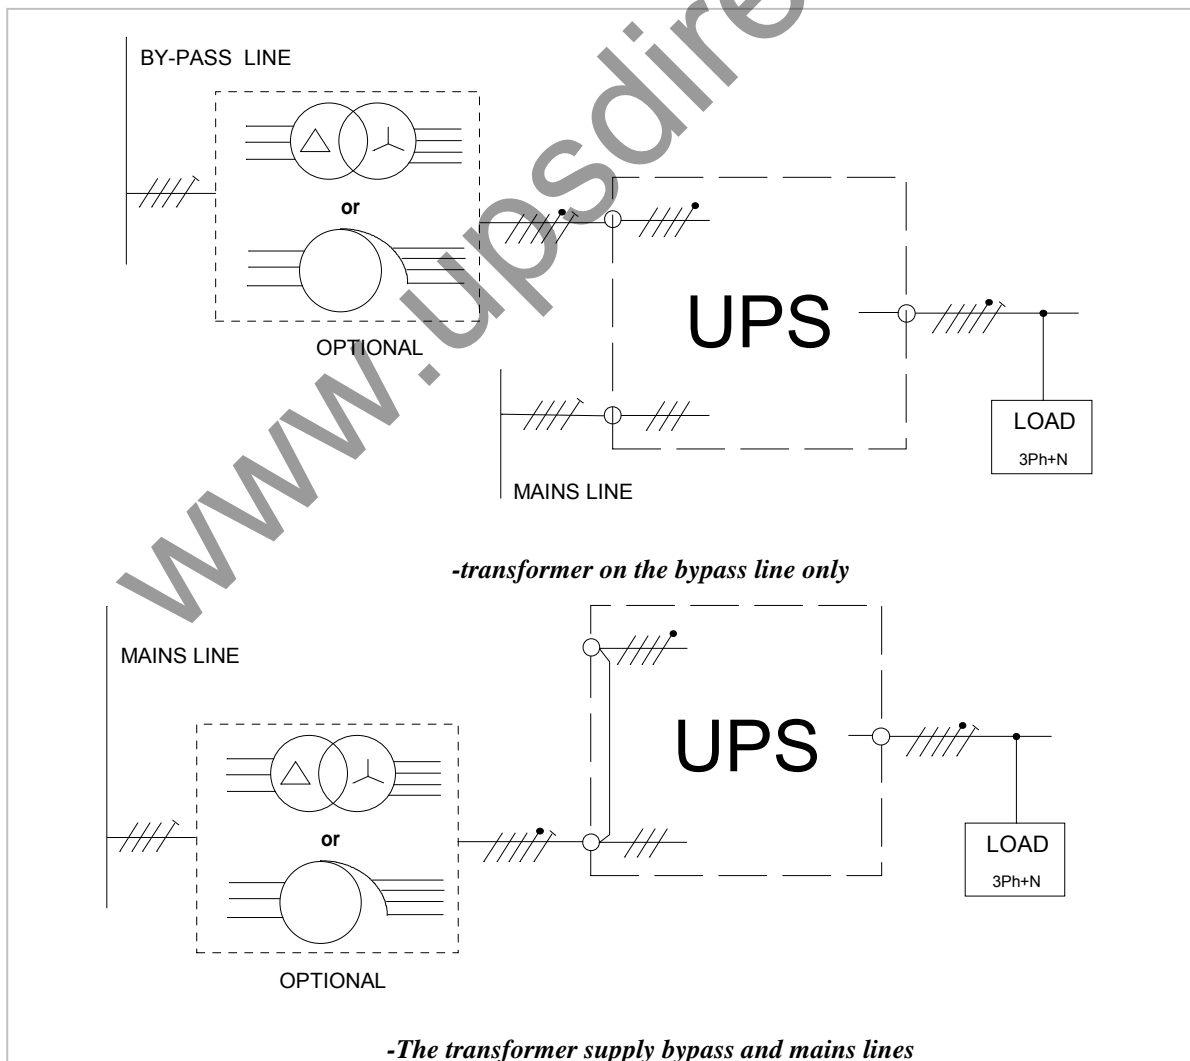 BY-PASS LINE
or
OPTIONAL
UPS
LOAD
3Ph+N
MAINS LINE
-transformer on the bypass line only
MAINS LINE
or
OPTIONAL
UPS
LOAD
3Ph+N
-The transformer supply bypass and mains lines
www.upsdire